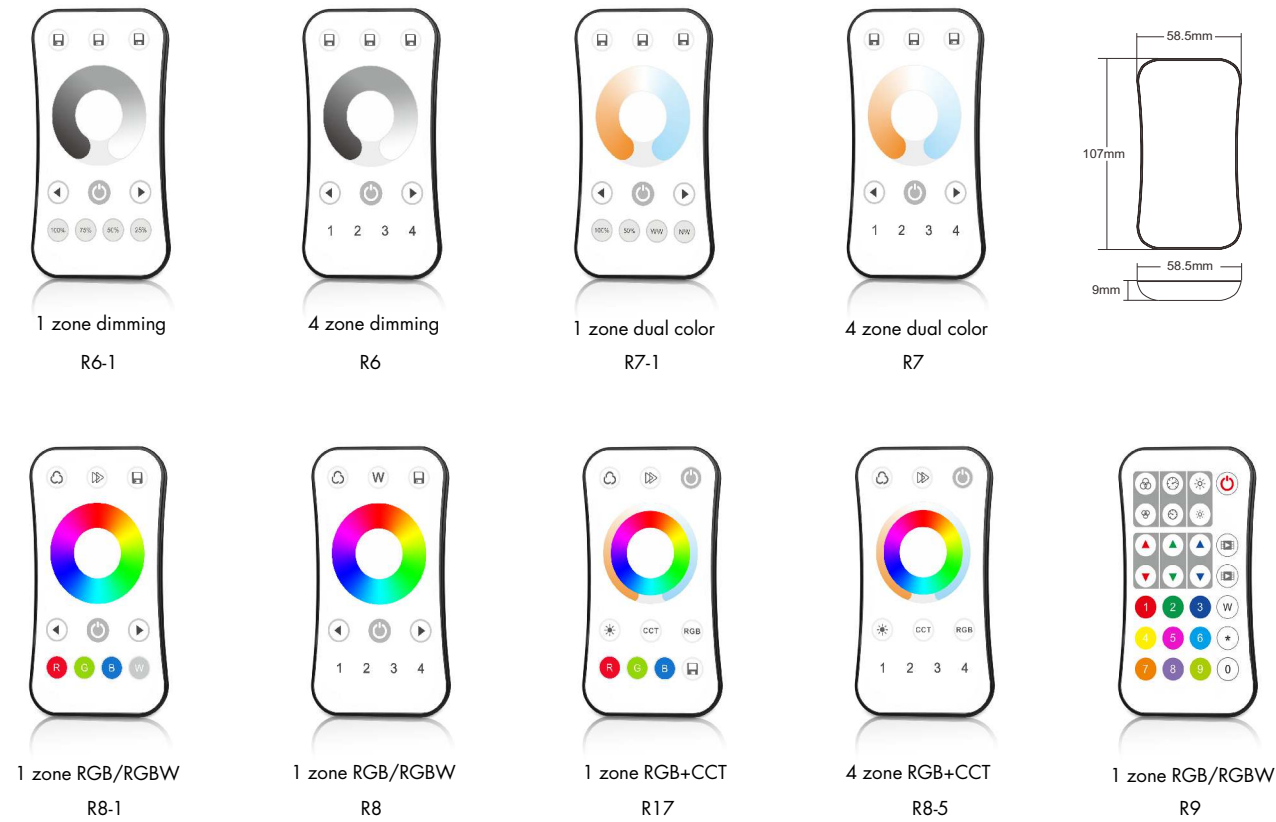 58.5mm
107mm
100% 75% 50% 25%
1 2 3 4
100% 50% WW NW
1 2 3 4
58.5mm
9mm
1 zone dimming
4 zone dimming
1 zone dual color
4 zone dual color
R6-1
R6
R7-1
R7
W
CCT RGB
CCT RGB
R G B W
1 2 3 4
R G B
1 2 3 4
1 2 3 W
4 5 6 *
7 8 9 0
1 zone RGB/RGBW
1 zone RGB/RGBW
1 zone RGB+CCT
4 zone RGB+CCT
1 zone RGB/RGBW
R8-1
R8
R17
R8-5
R9